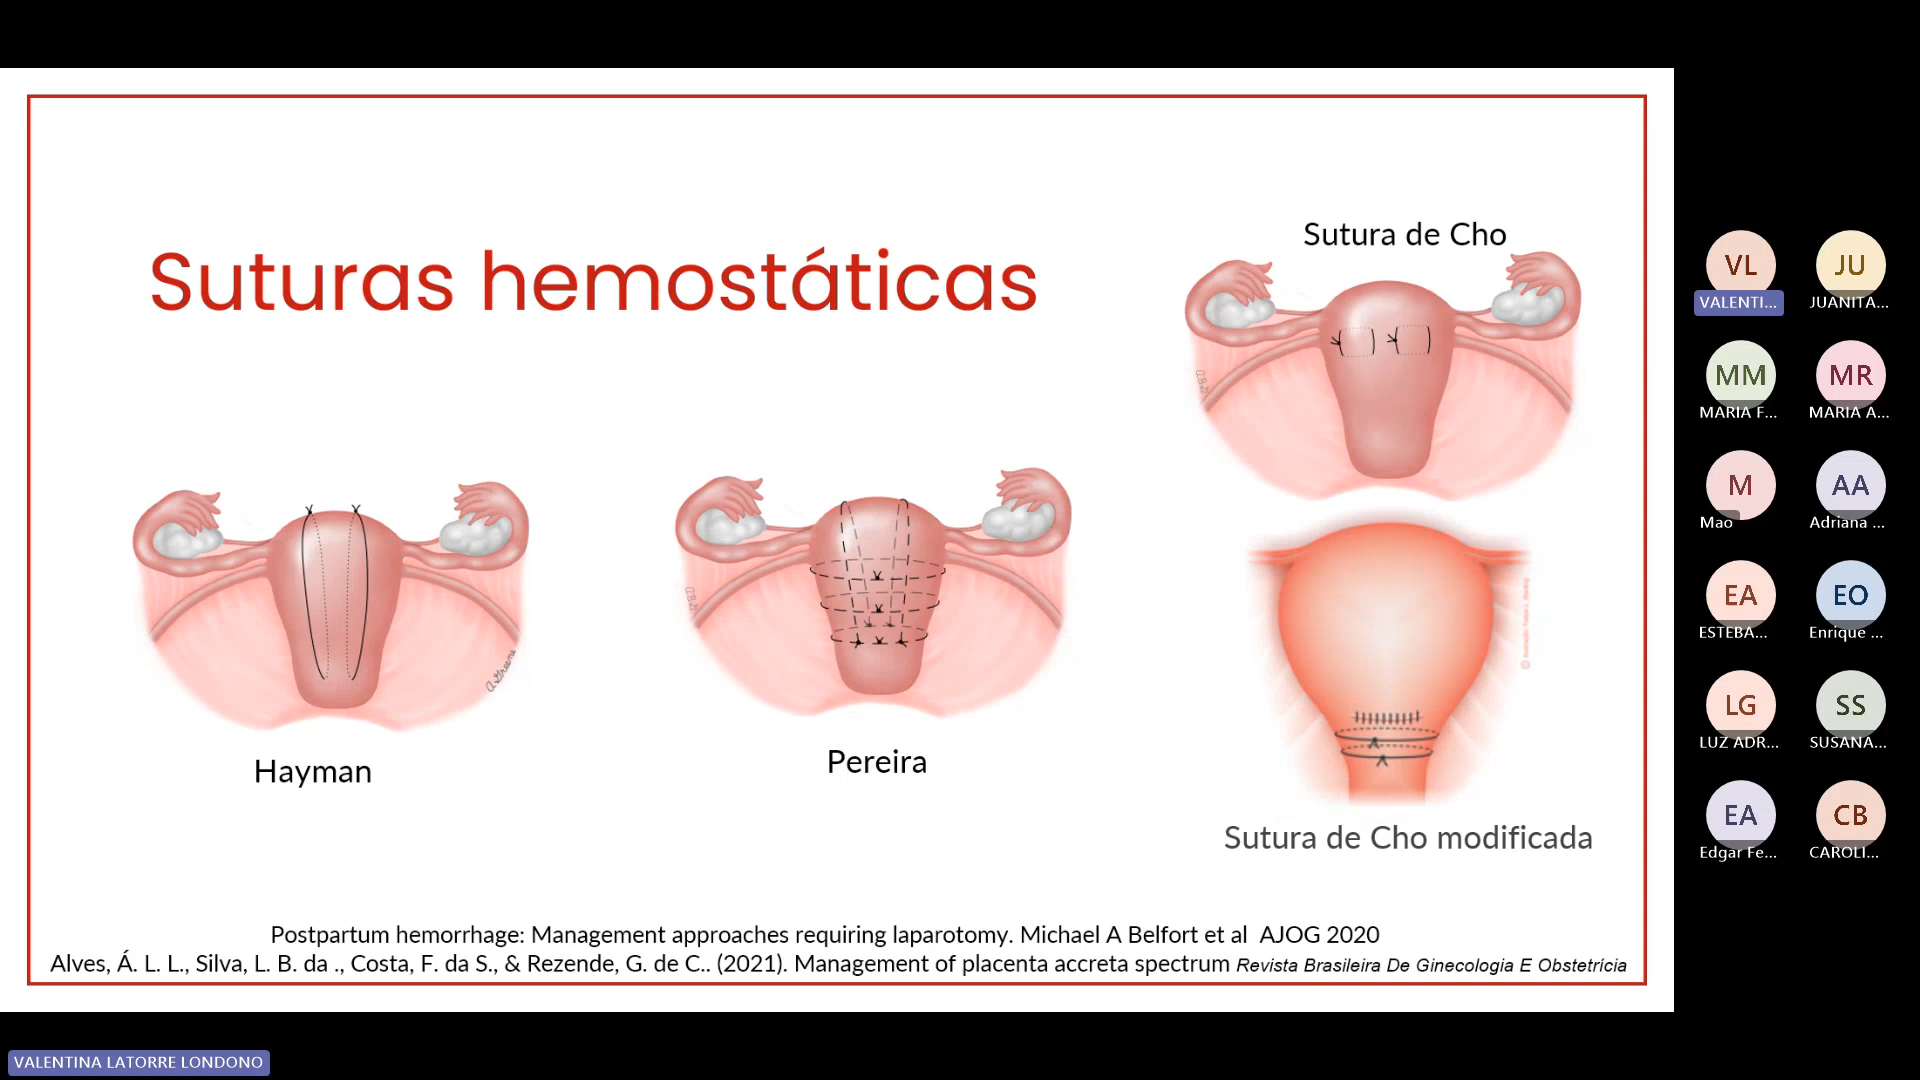 Suturas hemostáticas
Sutura de Cho
Hayman
Pereira
Sutura de Cho modificada
Postpartum hemorrhage: Management approaches requiring laparotomy. Michael A Belfort et al  AJOG 2020
Alves, Á. L. L., Silva, L. B. da ., Costa, F. da S., & Rezende, G. de C.. (2021). Management of placenta accreta spectrum Revista Brasileira De Ginecologia E Obstetrícia
VL
VALENTI...
JU
JUANITA...
MM
MARIA F...
MR
MARIA A...
M
Mao
AA
Adriana ...
EA
ESTEBA...
EO
Enrique ...
LG
LUZ ADR...
SS
SUSANA...
EA
Edgar Fe...
CB
CAROLI...
VALENTINA LATORRE LONDONO